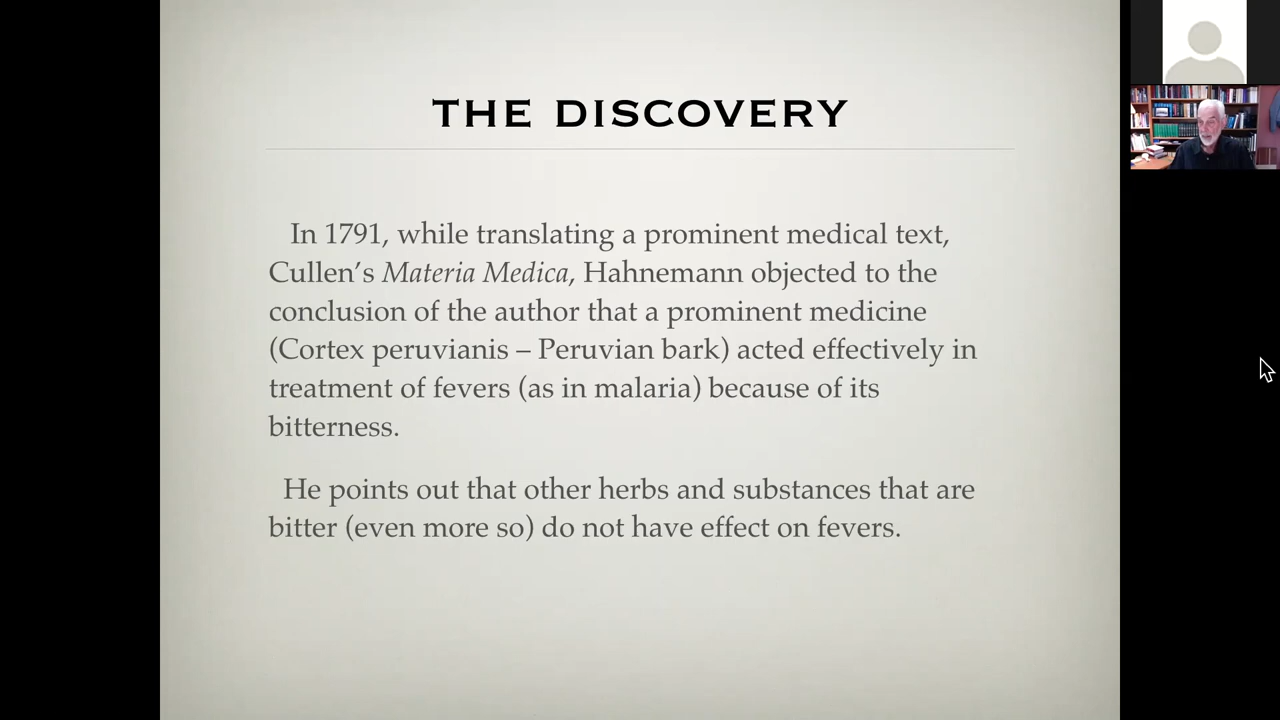 THE DISCOVERY
In 1791, while translating a prominent medical text,
Cullen’s Materia Medica, Hahnemann objected to the
conclusion of the author that a prominent medicine
(Cortex peruvianis – Peruvian bark) acted effectively in
treatment of fevers (as in malaria) because of its
bitterness.
He points out that other herbs and substances that are
bitter (even more so) do not have effect on fevers.